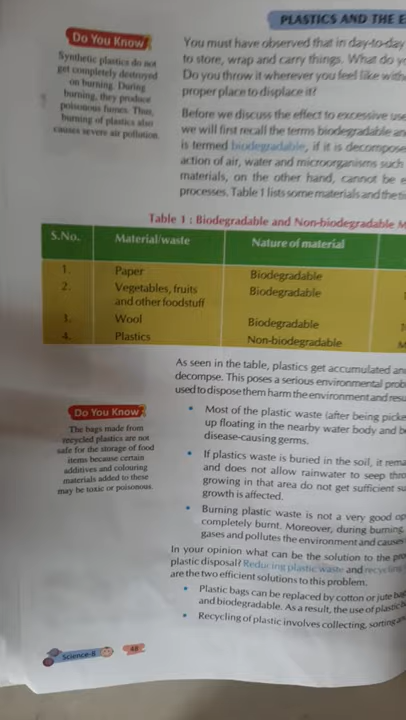 PLASTICS AND THE E
Do You Know
Synthetic plastics do not
get completely destroyed
on burning. During
burning, they produce
poisonous fumes. Thus,
burning of plastics also
causes severe air pollution.
You must have observed that in day-to-day
to store, wrap and carry things. What do yo
Do you throw it wherever you feel like with
proper place to displace it?
Before we discuss the effect to excessive use
we will first recall the terms biodegradable an
is termed biodegradable, if it is decompose
action of air, water and microorganisms such
materials, on the other hand, cannot be e
processes. Table 1 lists some materials and the ti
Table 1 : Biodegradable and Non-biodegradable M
S.No. Material/waste Nature of material
1. Paper Biodegradable
2. Vegetables, fruits Biodegradable
and other foodstuff
3. Wool Biodegradable
4. Plastics Non-biodegradable M
As seen in the table, plastics get accumulated and
decompse. This poses a serious environmental prob
used to dispose them harm the environment and resu
Do You Know
The bags made from
recycled plastics are not
safe for the storage of food
items because certain
additives and colouring
materials added to these
may be toxic or poisonous.
• Most of the plastic waste (after being picke
up floating in the nearby water body and be
disease-causing germs.
• If plastics waste is buried in the soil, it rema
and does not allow rainwater to seep thro
growing in that area do not get sufficient su
growth is affected.
• Burning plastic waste is not a very good op
completely burnt. Moreover, during burning
gases and pollutes the environment and causes
In your opinion what can be the solution to the pro
plastic disposal? Reducing plastic waste and recycling
are the two efficient solutions to this problem.
• Plastic bags can be replaced by cotton or jute bag
and biodegradable. As a result, the use of plastic b
• Recycling of plastic involves collecting, sorting an
Science-8 48